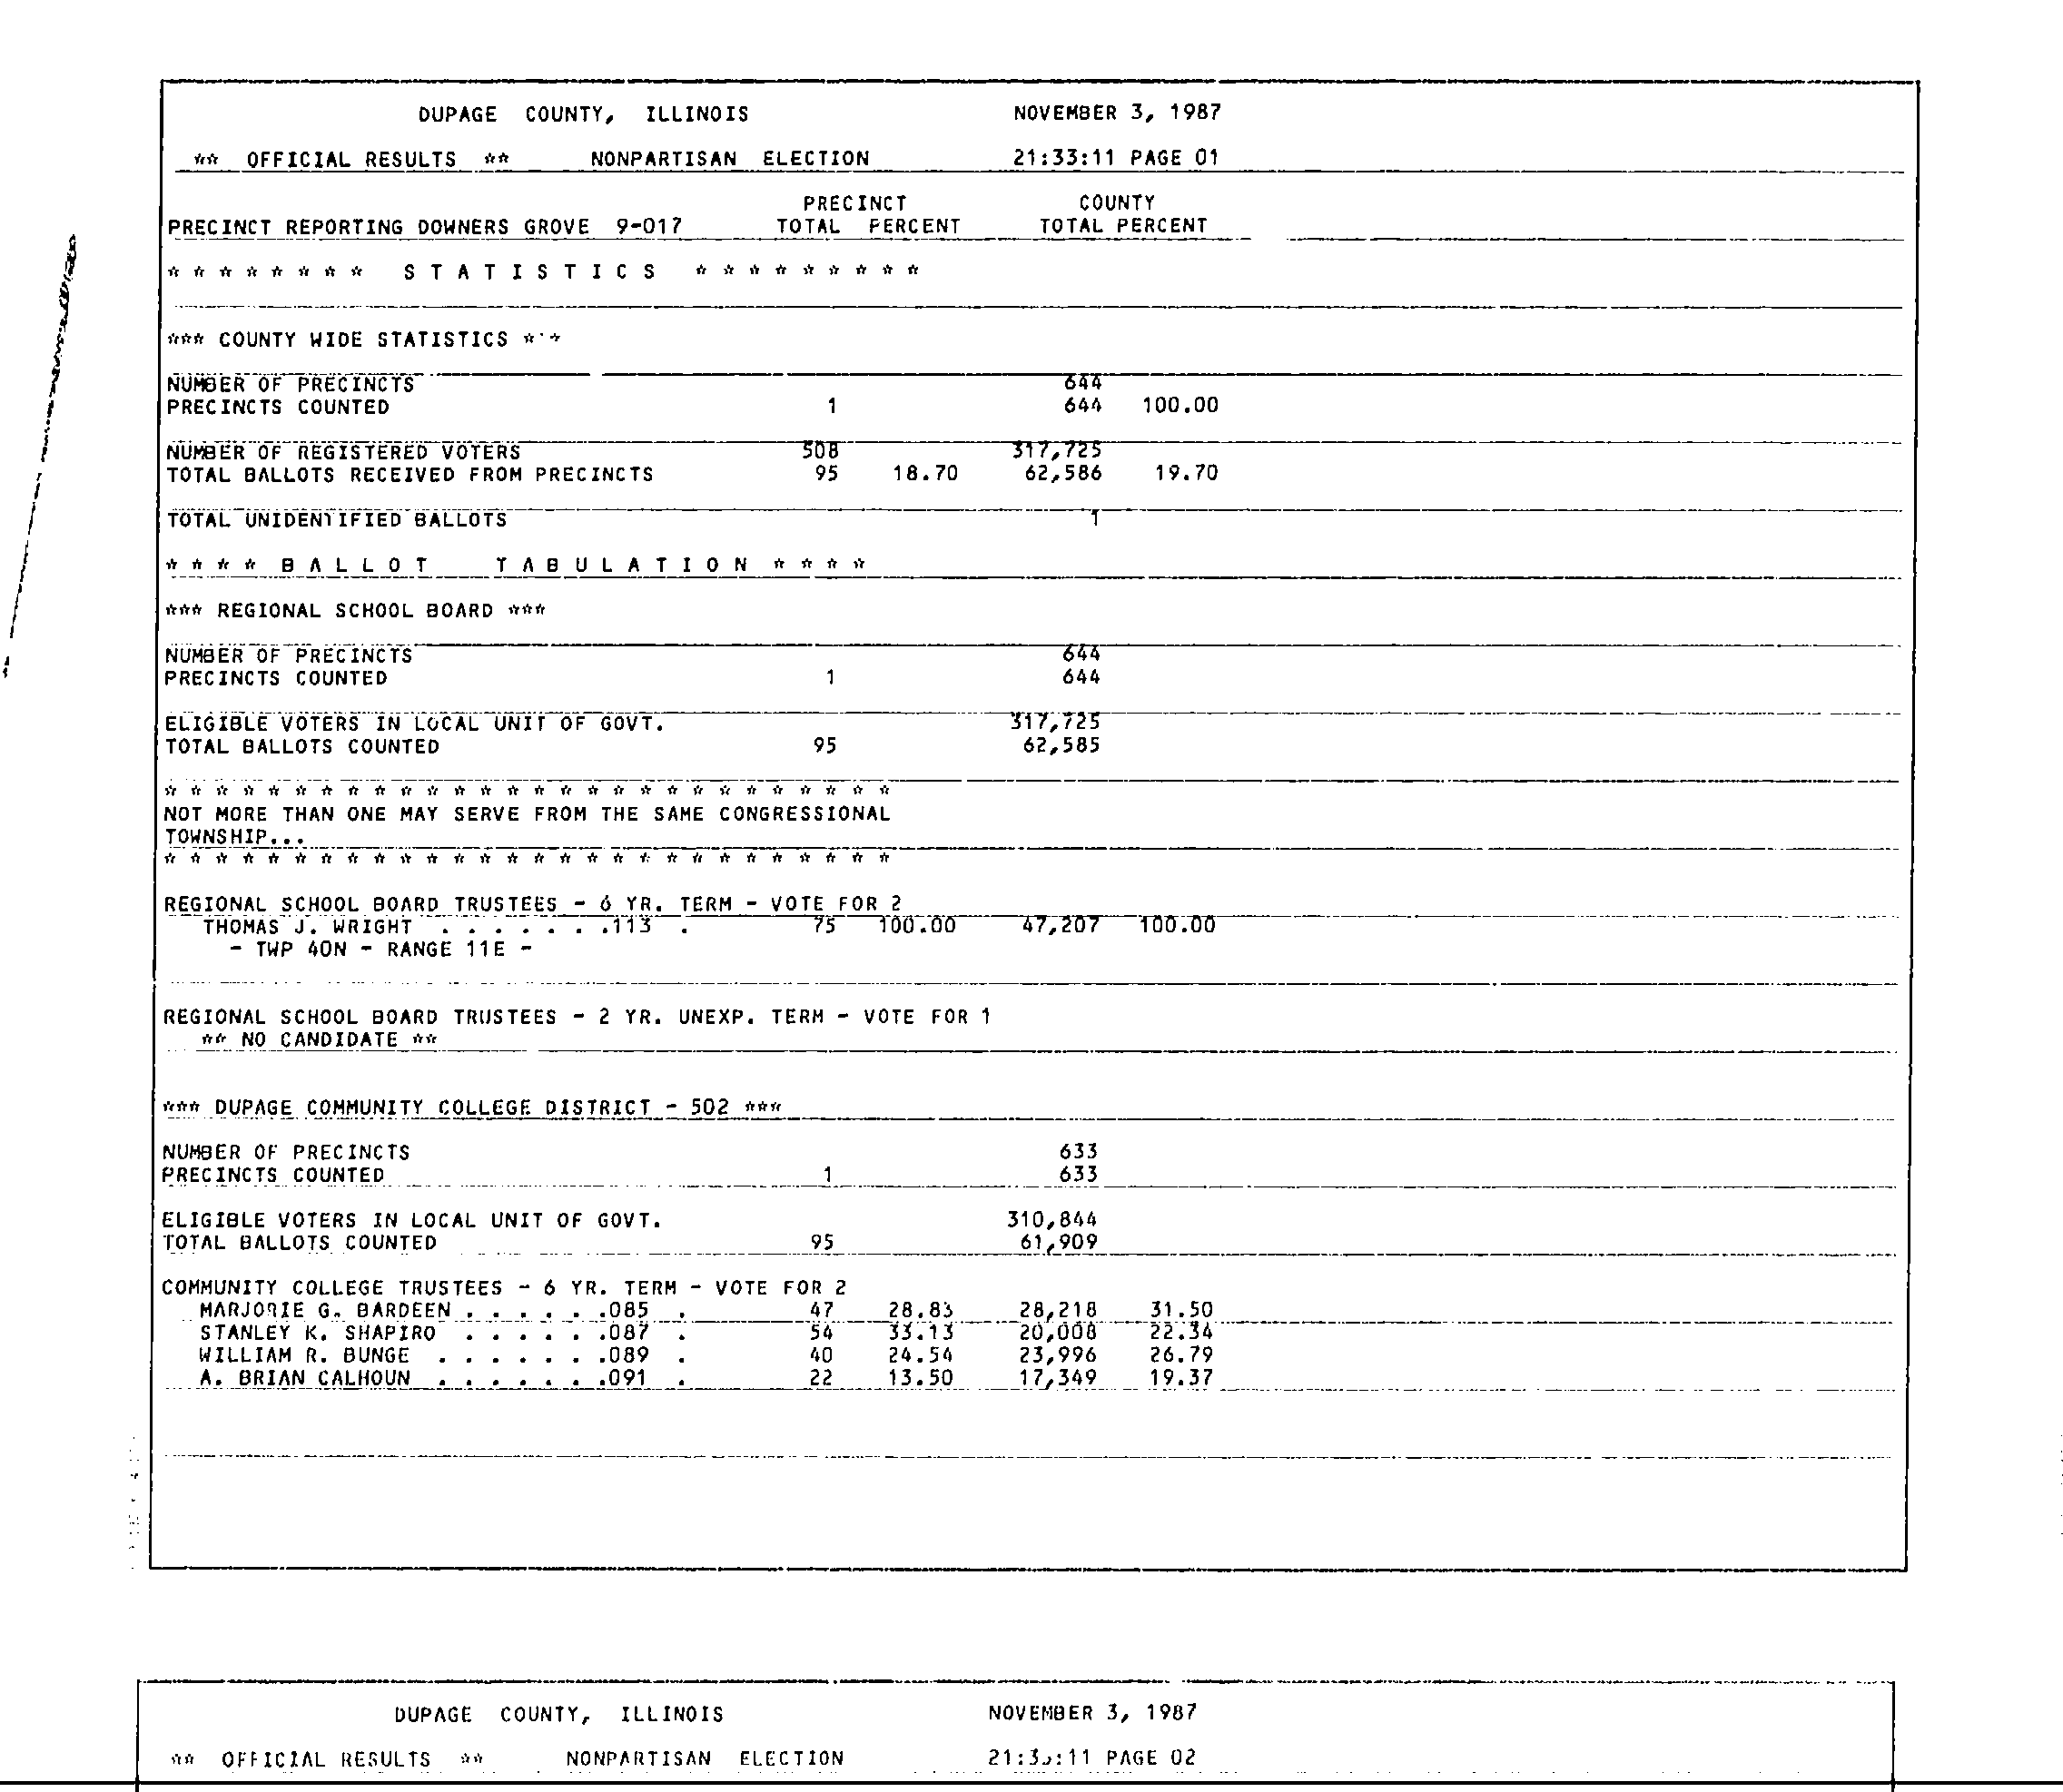 DUPAGE COUNTY, ILLINOIS NOVEMBER 3, 1987
** OFFICIAL RESULTS ** NONPARTISAN ELECTION 21:33:11 PAGE 01
PRECINCT COUNTY
PRECINCT REPORTING DOWNERS GROVE 9-017 TOTAL PERCENT TOTAL PERCENT
* * * * * * * * S T A T I S T I C S * * * * * * * * *
*** COUNTY WIDE STATISTICS ***
NUMBER OF PRECINCTS 644
PRECINCTS COUNTED 1 644 100.00
NUMBER OF REGISTERED VOTERS 508 317,725
TOTAL BALLOTS RECEIVED FROM PRECINCTS 95 18.70 62,586 19.70
TOTAL UNIDENTIFIED BALLOTS 1
* * * * B A L L O T T A B U L A T I O N * * * *
*** REGIONAL SCHOOL BOARD ***
NUMBER OF PRECINCTS 644
PRECINCTS COUNTED 1 644
ELIGIBLE VOTERS IN LOCAL UNIT OF GOVT. 317,725
TOTAL BALLOTS COUNTED 95 62,585
* * * * * * * * * * * * * * * * * * * * * * * * * * * *
NOT MORE THAN ONE MAY SERVE FROM THE SAME CONGRESSIONAL
TOWNSHIP...
* * * * * * * * * * * * * * * * * * * * * * * * * * * *
REGIONAL SCHOOL BOARD TRUSTEES - 6 YR. TERM - VOTE FOR 2
THOMAS J. WRIGHT . . . . . . .113 . 75 100.00 47,207 100.00
- TWP 40N - RANGE 11E -
REGIONAL SCHOOL BOARD TRUSTEES - 2 YR. UNEXP. TERM - VOTE FOR 1
** NO CANDIDATE **
*** DUPAGE COMMUNITY COLLEGE DISTRICT - 502 ***
NUMBER OF PRECINCTS 633
PRECINCTS COUNTED 1 633
ELIGIBLE VOTERS IN LOCAL UNIT OF GOVT. 310,844
TOTAL BALLOTS COUNTED 95 61,909
COMMUNITY COLLEGE TRUSTEES - 6 YR. TERM - VOTE FOR 2
MARJORIE G. BARDEEN . . . . . .085 . 47 28.83 28,218 31.50
STANLEY K. SHAPIRO . . . . . .087 . 54 33.13 20,008 22.34
WILLIAM R. BUNGE . . . . . . .089 . 40 24.54 23,996 26.79
A. BRIAN CALHOUN . . . . . . .091 . 22 13.50 17,349 19.37
DUPAGE COUNTY, ILLINOIS NOVEMBER 3, 1987
** OFFICIAL RESULTS ** NONPARTISAN ELECTION PAGE 02